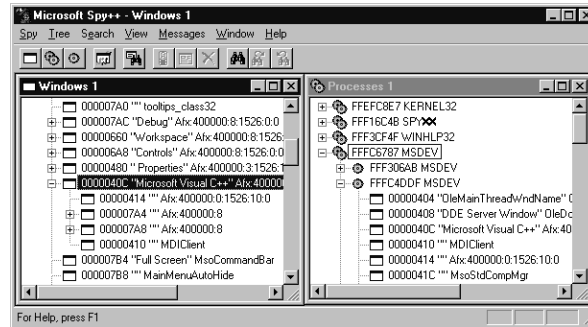 Microsoft Spy++ - Windows 1
Spy Tree Search View Messages Window Help
Windows 1
000007A0 "" tooltips_class32
000007AC "Debug" Afx:400000:8:1526:0:0
00000660 "Workspace" Afx:400000:8:1526:
000006A8 "Controls" Afx:400000:8:1526:0:0
00000480 "Properties" Afx:400000:3:1526:1
0000040C "Microsoft Visual C++" Afx:40000
00000414 "" Afx:400000:0:1526:10:0
000007A4 "" Afx:400000:8
000007A8 "" Afx:400000:8
00000410 "" MDIClient
000007B4 "Full Screen" MsoCommandBar
000007B8 "" MainMenuAutoHide
Processes 1
FFEFC8E7 KERNEL32
FFF16C4B SPYXX
FFF3CF4F WINHLP32
FFFC6787 MSDEV
FFF306AB MSDEV
FFFC4DDF MSDEV
00000404 "OleMainThreadWndName" O
00000408 "DDE Server Window" OleDc
0000040C "Microsoft Visual C++" Afx:40
00000410 "" MDIClient
00000414 "" Afx:400000:0:1526:10:0
0000041C "" MsoStdCompMgr
For Help, press F1